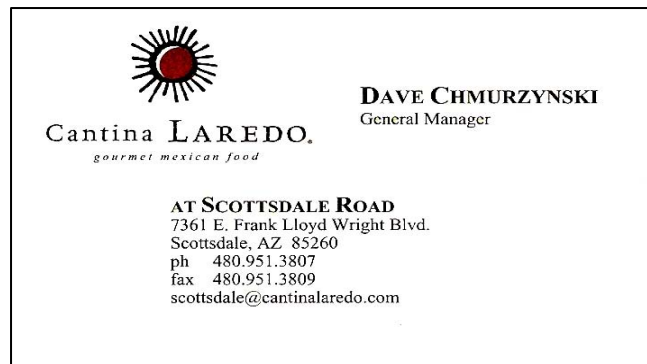 Cantina LAREDO.
gourmet mexican food
DAVE CHMURZYNSKI
General Manager
AT SCOTTSDALE ROAD
7361 E. Frank Lloyd Wright Blvd.
Scottsdale, AZ 85260
ph 480.951.3807
fax 480.951.3809
scottsdale@cantinalaredo.com